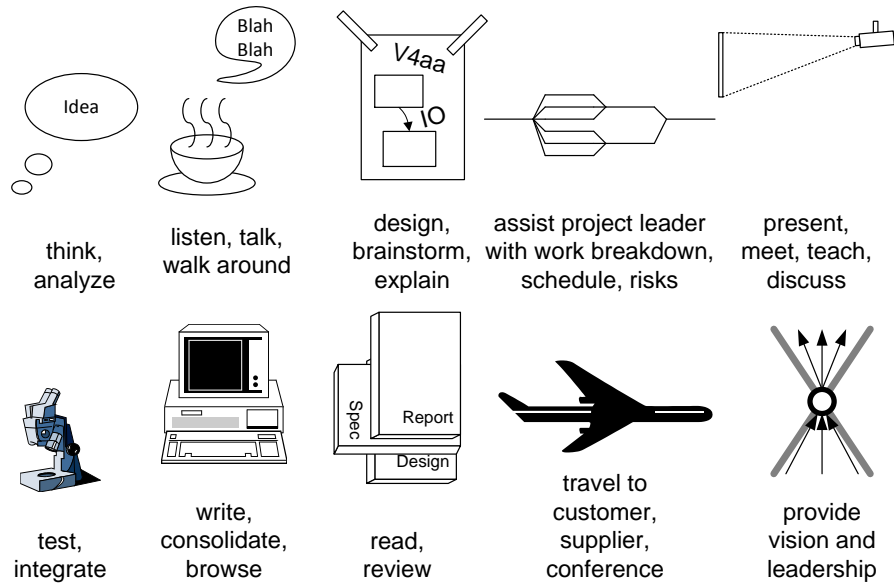 Blah
Blah
Idea
V4aa
IO
think,
analyze
listen, talk,
walk around
design,
brainstorm,
explain
assist project leader
with work breakdown,
schedule, risks
present,
meet, teach,
discuss
Spec
Report
Design
test,
integrate
write,
consolidate,
browse
read,
review
travel to
customer,
supplier,
conference
provide
vision and
leadership